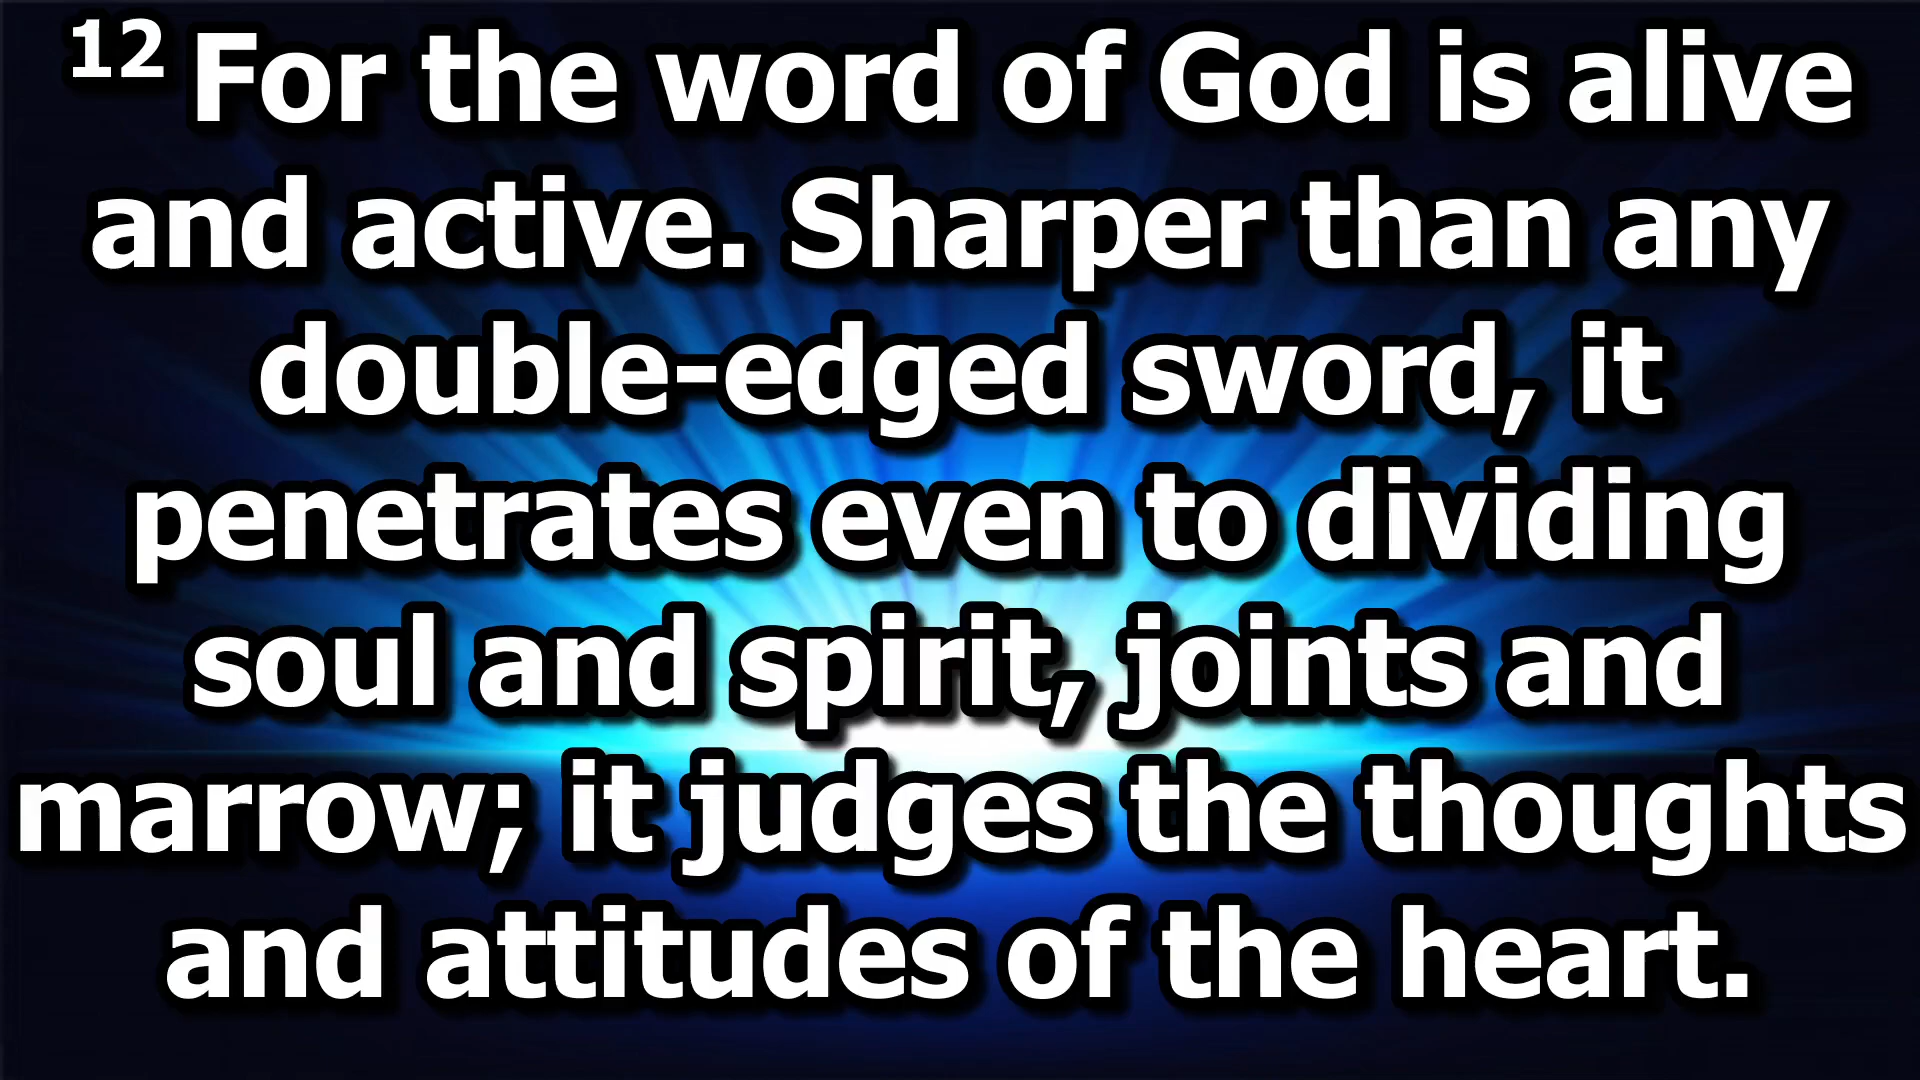 12 For the word of God is alive
and active. Sharper than any
double-edged sword, it
penetrates even to dividing
soul and spirit, joints and
marrow; it judges the thoughts
and attitudes of the heart.